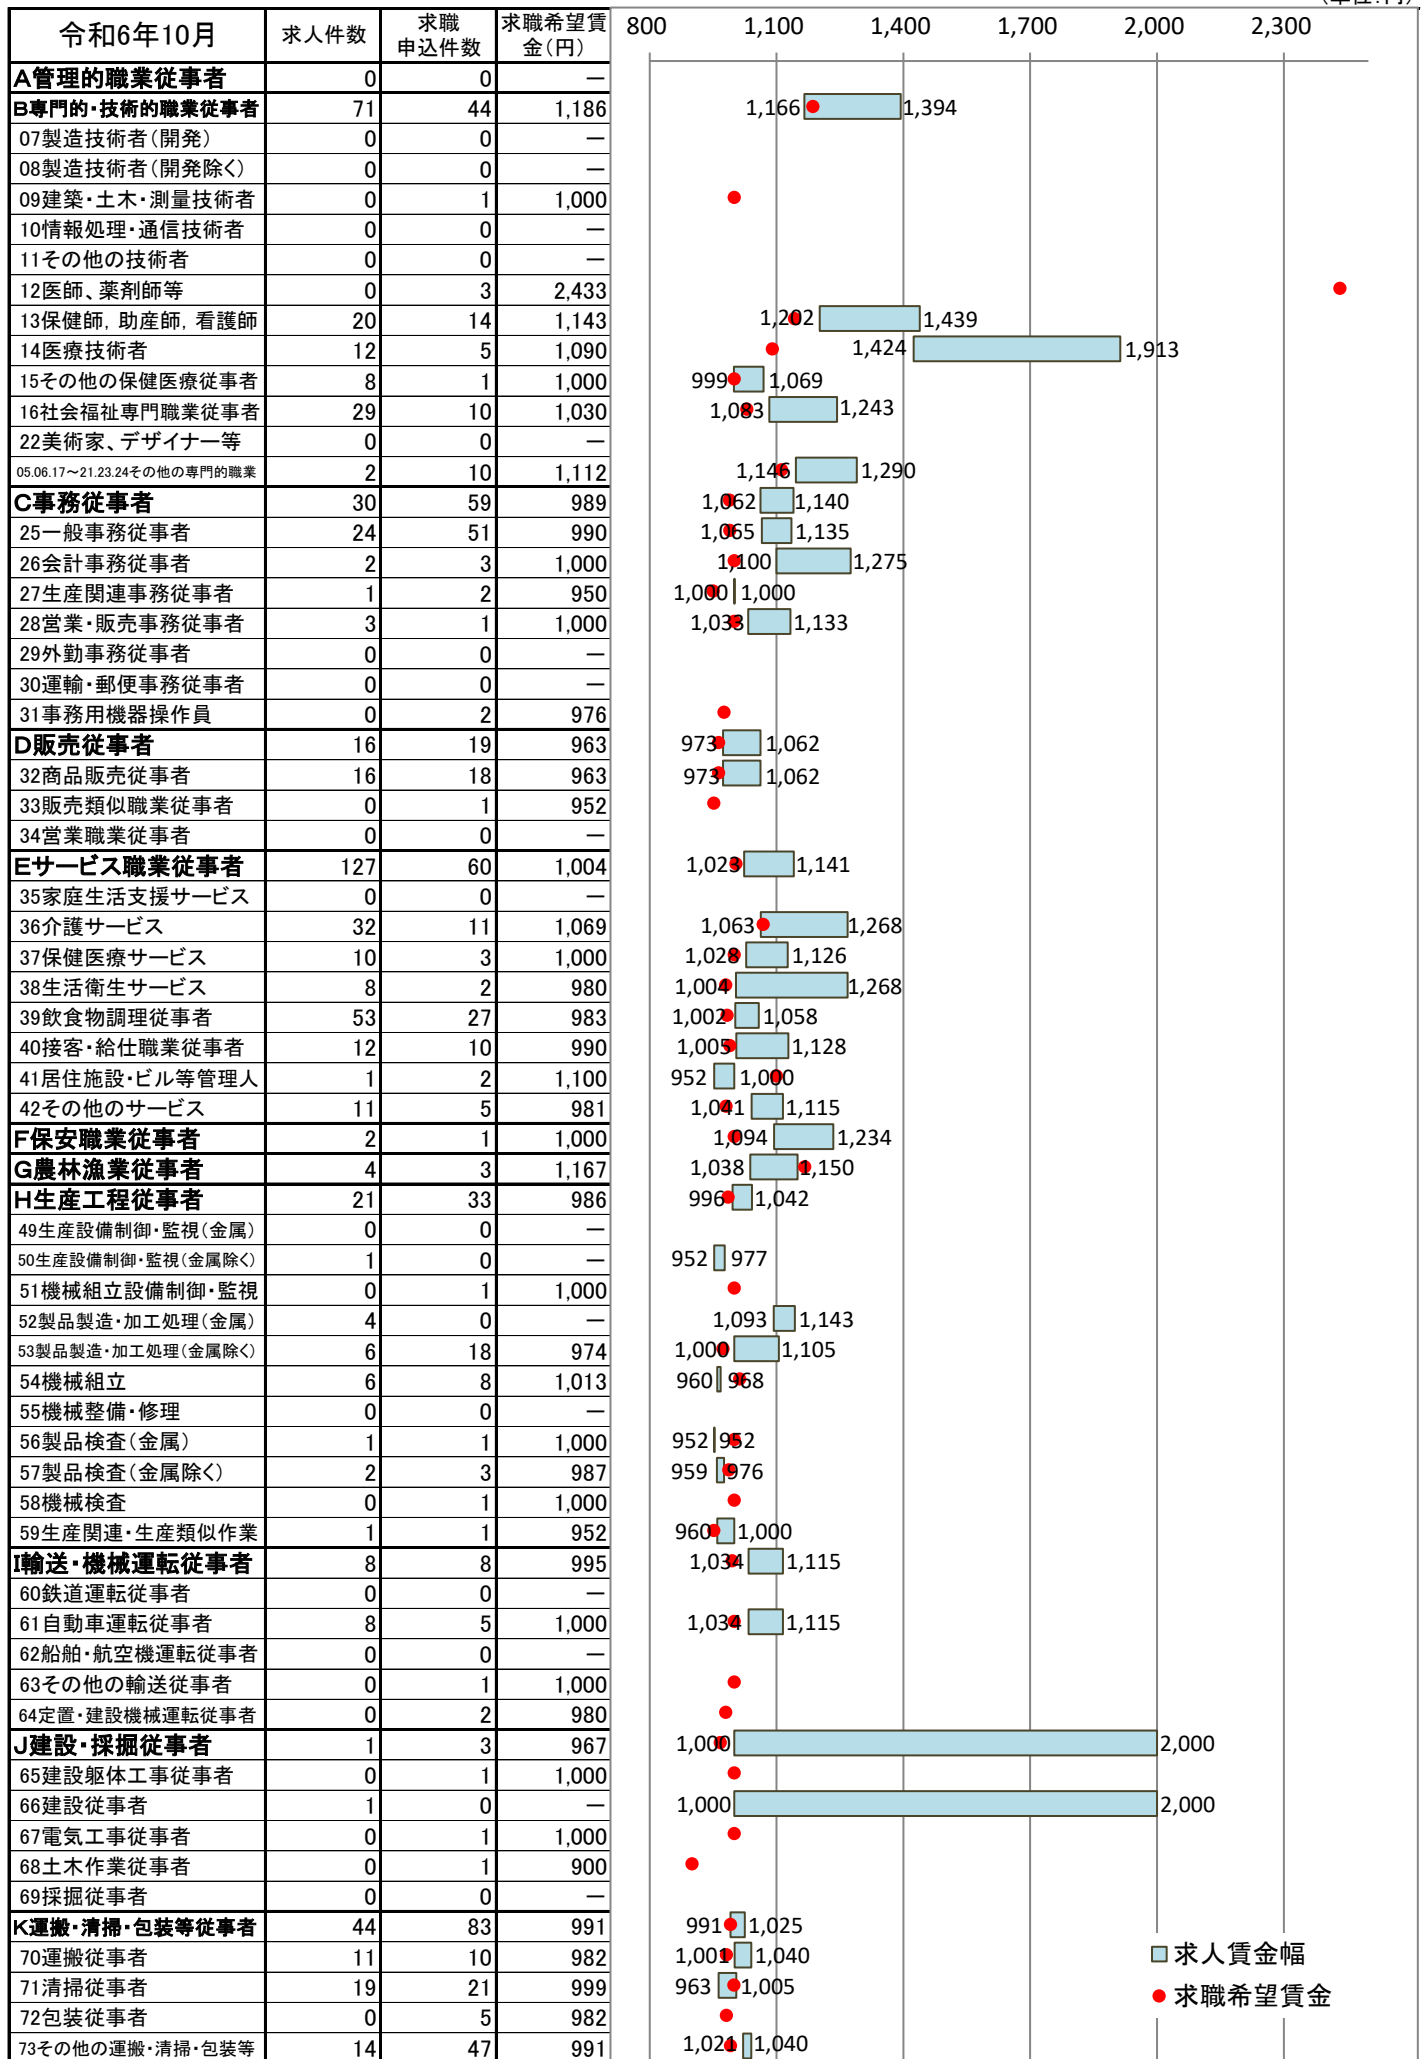 (単位:円)
令和6年10月 求人件数 求職申込件数 求職希望賃金(円) 800 1,100 1,400 1,700 2,000 2,300
A管理的職業従事者 0 0 ―
B専門的・技術的職業従事者 71 44 1,186 1,166 1,394
07製造技術者(開発) 0 0 ―
08製造技術者(開発除く) 0 0 ―
09建築・土木・測量技術者 0 1 1,000
10情報処理・通信技術者 0 0 ―
11その他の技術者 0 0 ―
12医師、薬剤師等 0 3 2,433
13保健師,助産師,看護師 20 14 1,143 1,202 1,439
14医療技術者 12 5 1,090 1,424 1,913
15その他の保健医療従事者 8 1 1,000 999 1,069
16社会福祉専門職業従事者 29 10 1,030 1,083 1,243
22美術家、デザイナー等 0 0 ―
05.06.17～21.23.24その他の専門的職業 2 10 1,112 1,146 1,290
C事務従事者 30 59 989 1,062 1,140
25一般事務従事者 24 51 990 1,065 1,135
26会計事務従事者 2 3 1,000 1,100 1,275
27生産関連事務従事者 1 2 950 1,000 1,000
28営業・販売事務従事者 3 1 1,000 1,033 1,133
29外勤事務従事者 0 0 ―
30運輸・郵便事務従事者 0 0 ―
31事務用機器操作員 0 2 976
D販売従事者 16 19 963 973 1,062
32商品販売従事者 16 18 963 973 1,062
33販売類似職業従事者 0 1 952
34営業職業従事者 0 0 ―
Eサービス職業従事者 127 60 1,004 1,023 1,141
35家庭生活支援サービス 0 0 ―
36介護サービス 32 11 1,069 1,063 1,268
37保健医療サービス 10 3 1,000 1,028 1,126
38生活衛生サービス 8 2 980 1,004 1,268
39飲食物調理従事者 53 27 983 1,002 1,058
40接客・給仕職業従事者 12 10 990 1,005 1,128
41居住施設・ビル等管理人 1 2 1,100 952 1,000
42その他のサービス 11 5 981 1,041 1,115
F保安職業従事者 2 1 1,000 1,094 1,234
G農林漁業従事者 4 3 1,167 1,038 1,150
H生産工程従事者 21 33 986 996 1,042
49生産設備制御・監視(金属) 0 0 ―
50生産設備制御・監視(金属除く) 1 0 ― 952 977
51機械組立設備制御・監視 0 1 1,000
52製品製造・加工処理(金属) 4 0 ― 1,093 1,143
53製品製造・加工処理(金属除く) 6 18 974 1,000 1,105
54機械組立 6 8 1,013 960 968
55機械整備・修理 0 0 ―
56製品検査(金属) 1 1 1,000 952 952
57製品検査(金属除く) 2 3 987 959 976
58機械検査 0 1 1,000
59生産関連・生産類似作業 1 1 952 960 1,000
I輸送・機械運転従事者 8 8 995 1,034 1,115
60鉄道運転従事者 0 0 ―
61自動車運転従事者 8 5 1,000 1,034 1,115
62船舶・航空機運転従事者 0 0 ―
63その他の輸送従事者 0 1 1,000
64定置・建設機械運転従事者 0 2 980
J建設・採掘従事者 1 3 967 1,000 2,000
65建設躯体工事従事者 0 1 1,000
66建設従事者 1 0 ― 1,000 2,000
67電気工事従事者 0 1 1,000
68土木作業従事者 0 1 900
69採掘従事者 0 0 ―
K運搬・清掃・包装等従事者 44 83 991 991 1,025
70運搬従事者 11 10 982 1,001 1,040 求人賃金幅
71清掃従事者 19 21 999 963 1,005 求職希望賃金
72包装従事者 0 5 982
73その他の運搬・清掃・包装等 14 47 991 1,021 1,040